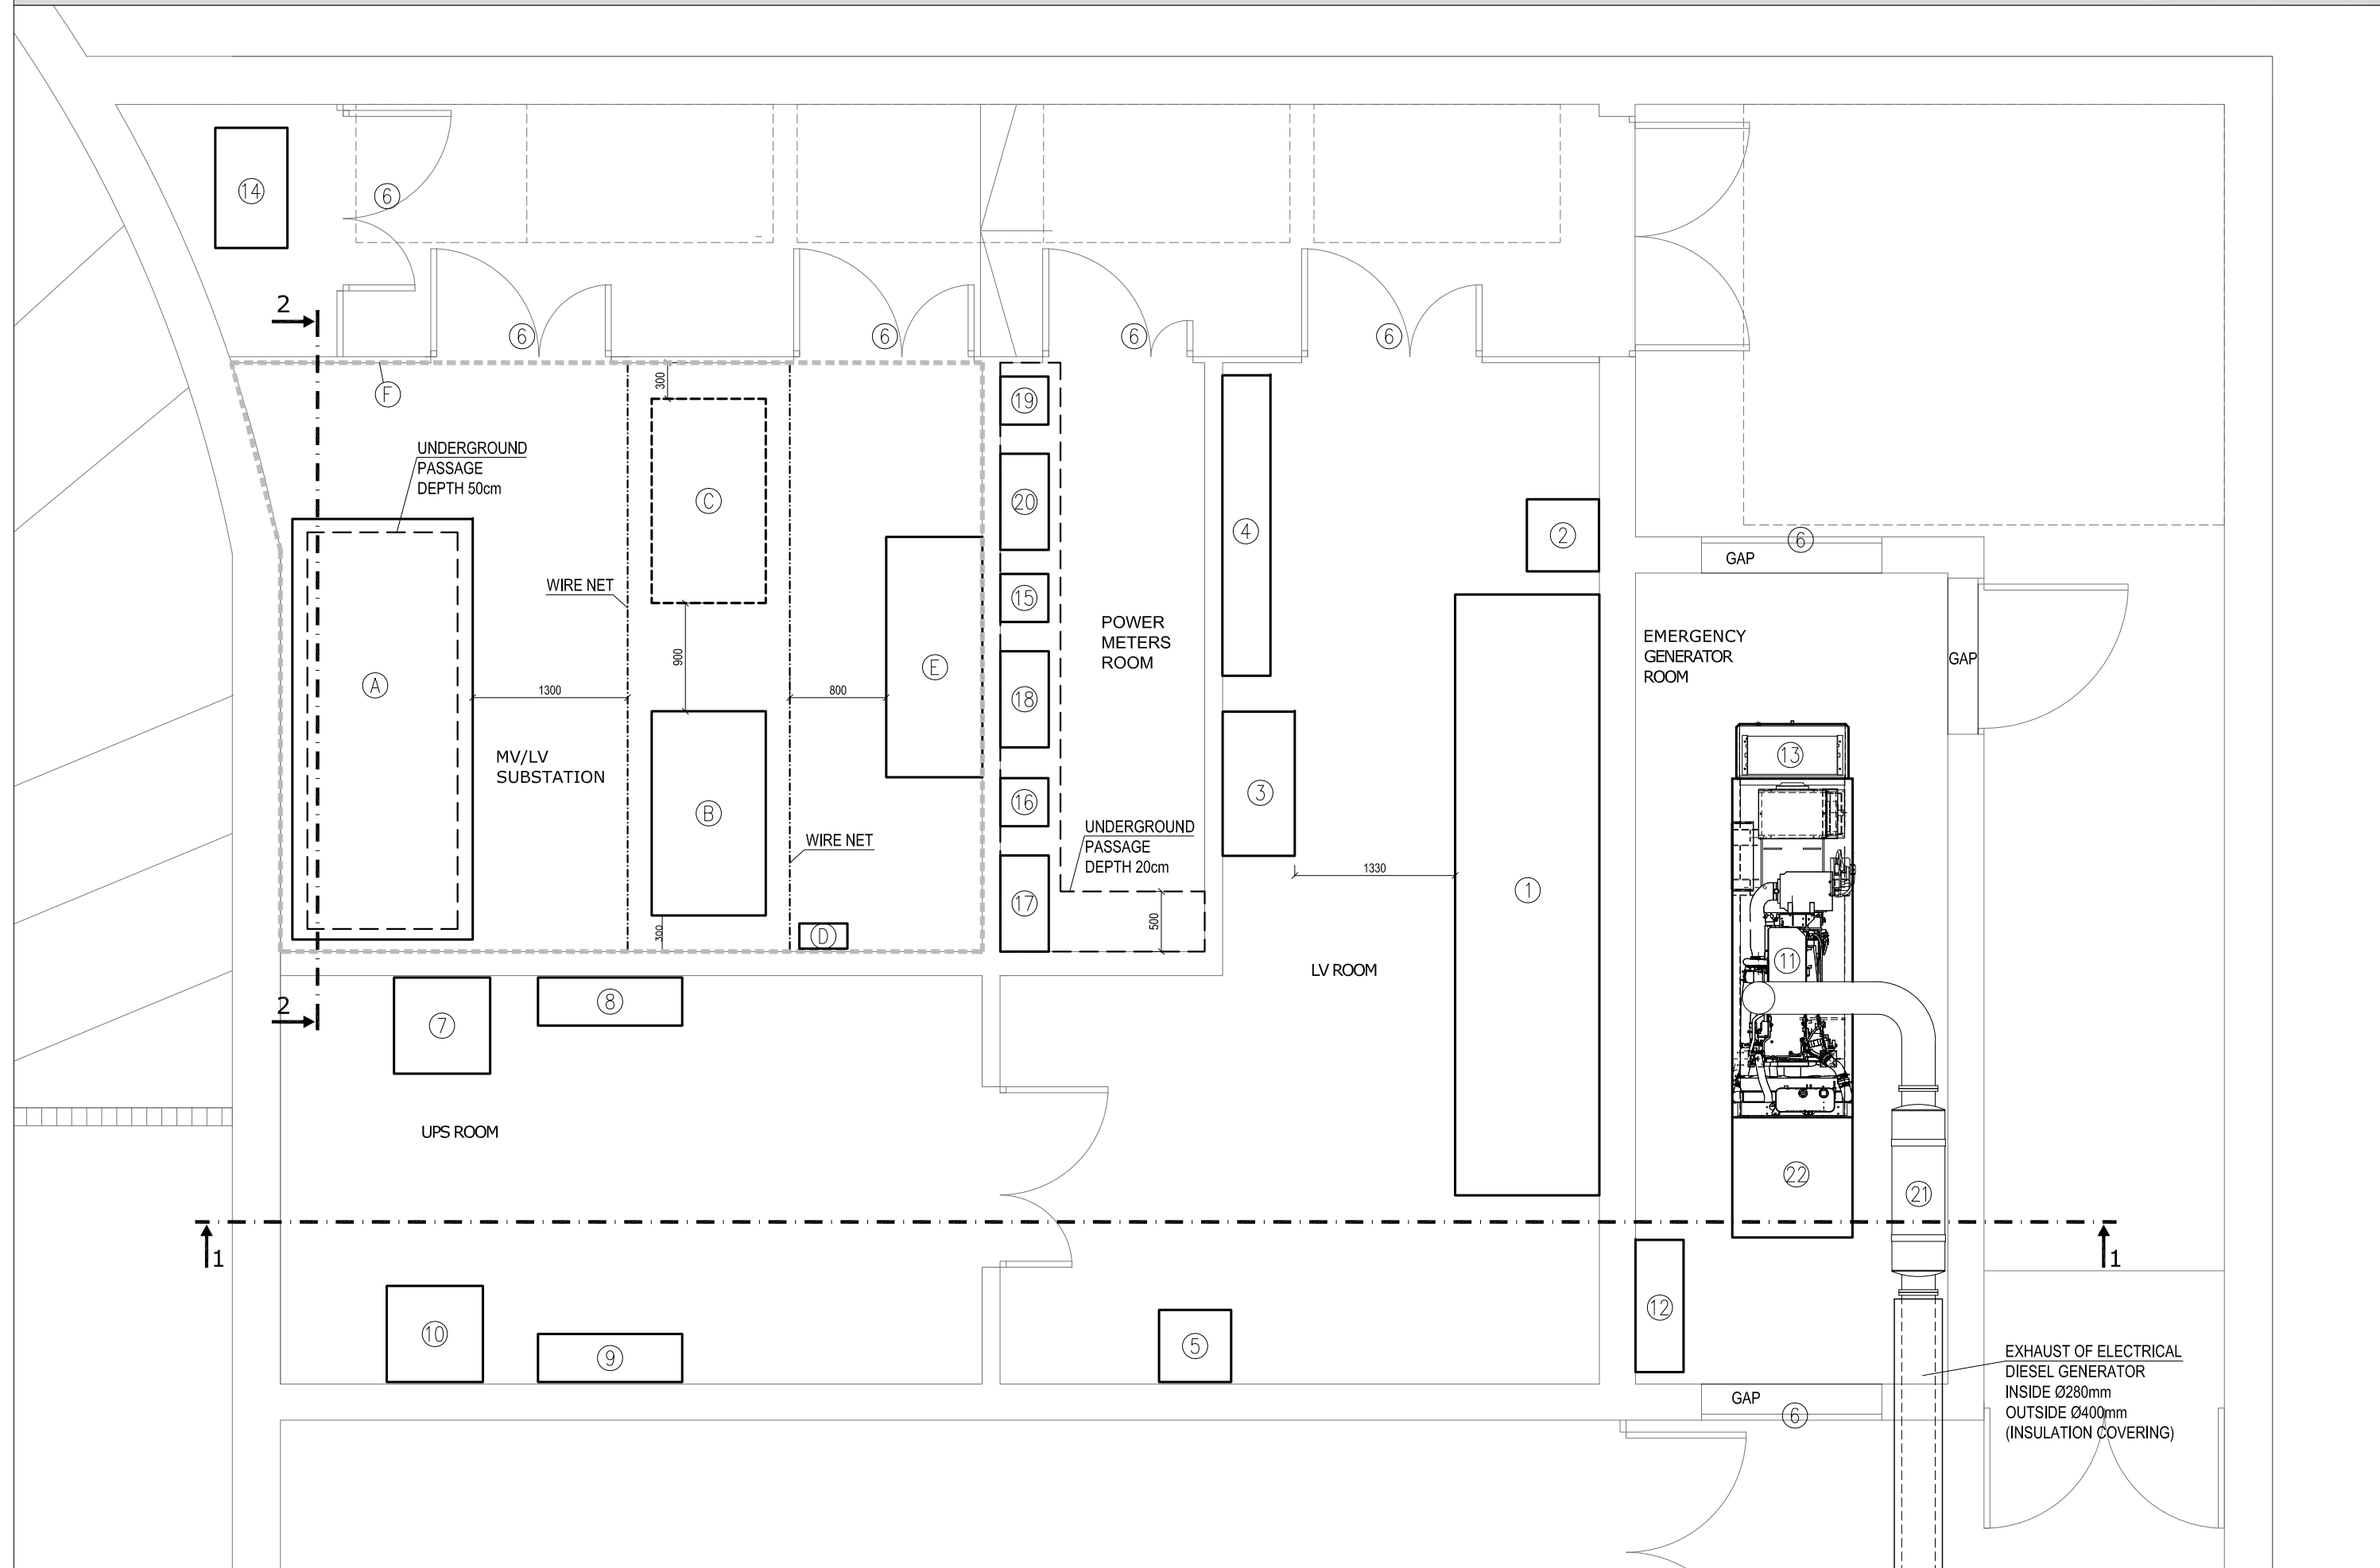 14
6
2
6
6
6
6
300
F
19
UNDERGROUND
PASSAGE
DEPTH 50cm
C
20
4
2
6
GAP
WIRE NET
15
POWER
METERS
ROOM
EMERGENCY
GENERATOR
ROOM
GAP
900
E
A
1300
800
18
MV/LV
SUBSTATION
13
3
16
B
WIRE NET
UNDERGROUND
PASSAGE
DEPTH 20cm
1330
1
17
500
D
300
LV ROOM
11
2
8
7
UPS ROOM
22
21
1
1
12
10
9
5
EXHAUST OF ELECTRICAL
DIESEL GENERATOR
INSIDE Ø280mm
OUTSIDE Ø400mm
(INSULATION COVERING)
GAP
6